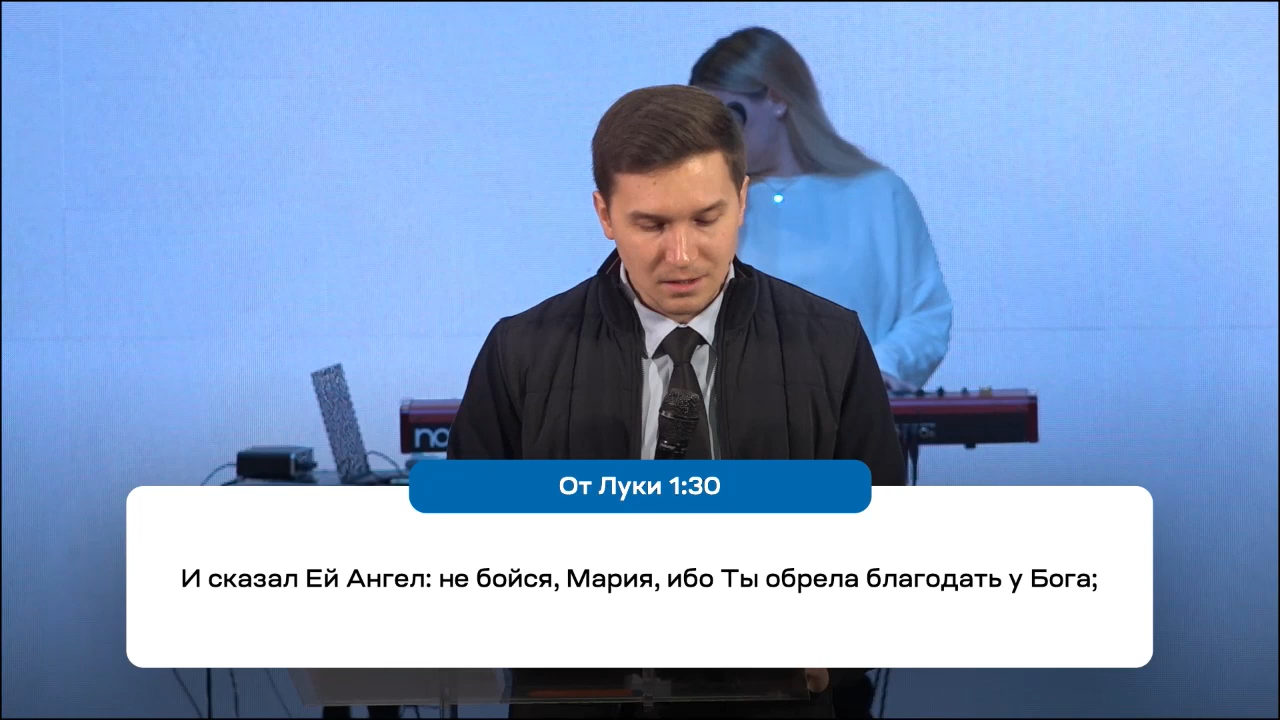 От Луки 1:30
И сказал Ей Ангел: не бойся, Мария, ибо Ты обрела благодать у Бога;